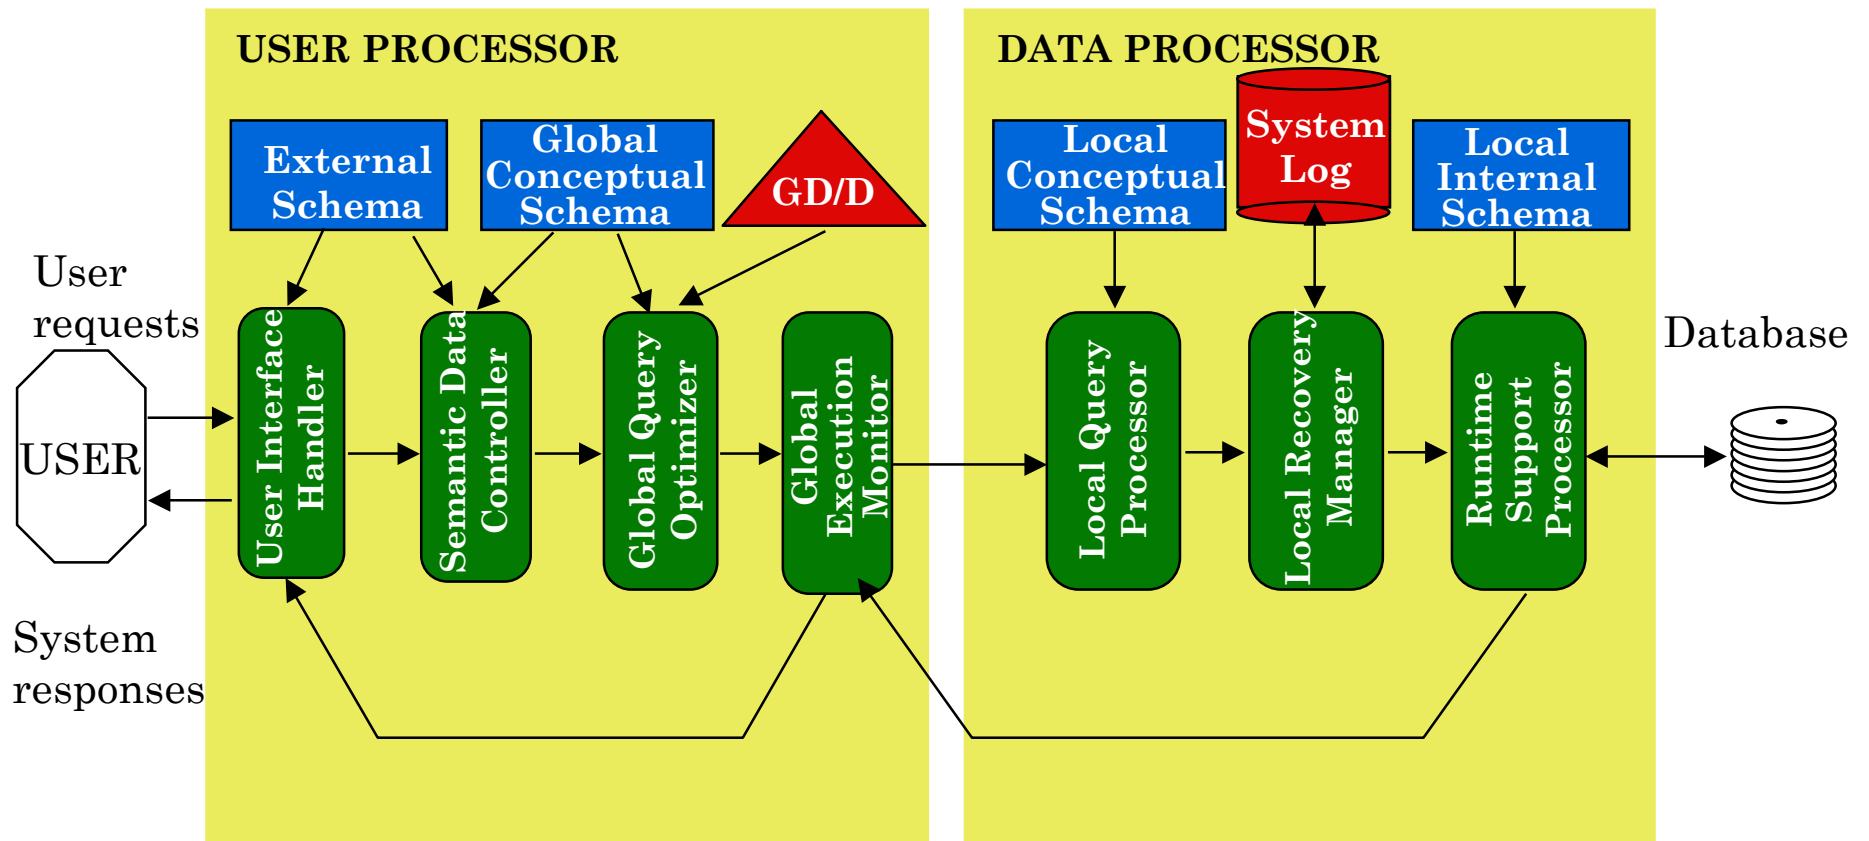 USER PROCESSOR
DATA PROCESSOR
External
Schema
Global
Conceptual
Schema
GD/D
Local
Conceptual
Schema
System
Log
Local
Internal
Schema
User
requests
USER
System
responses
User Interface
Handler
Semantic Data
Controller
Global Query
Optimizer
Global
Execution
Monitor
Local Query
Processor
Local Recovery
Manager
Runtime
Support
Processor
Database